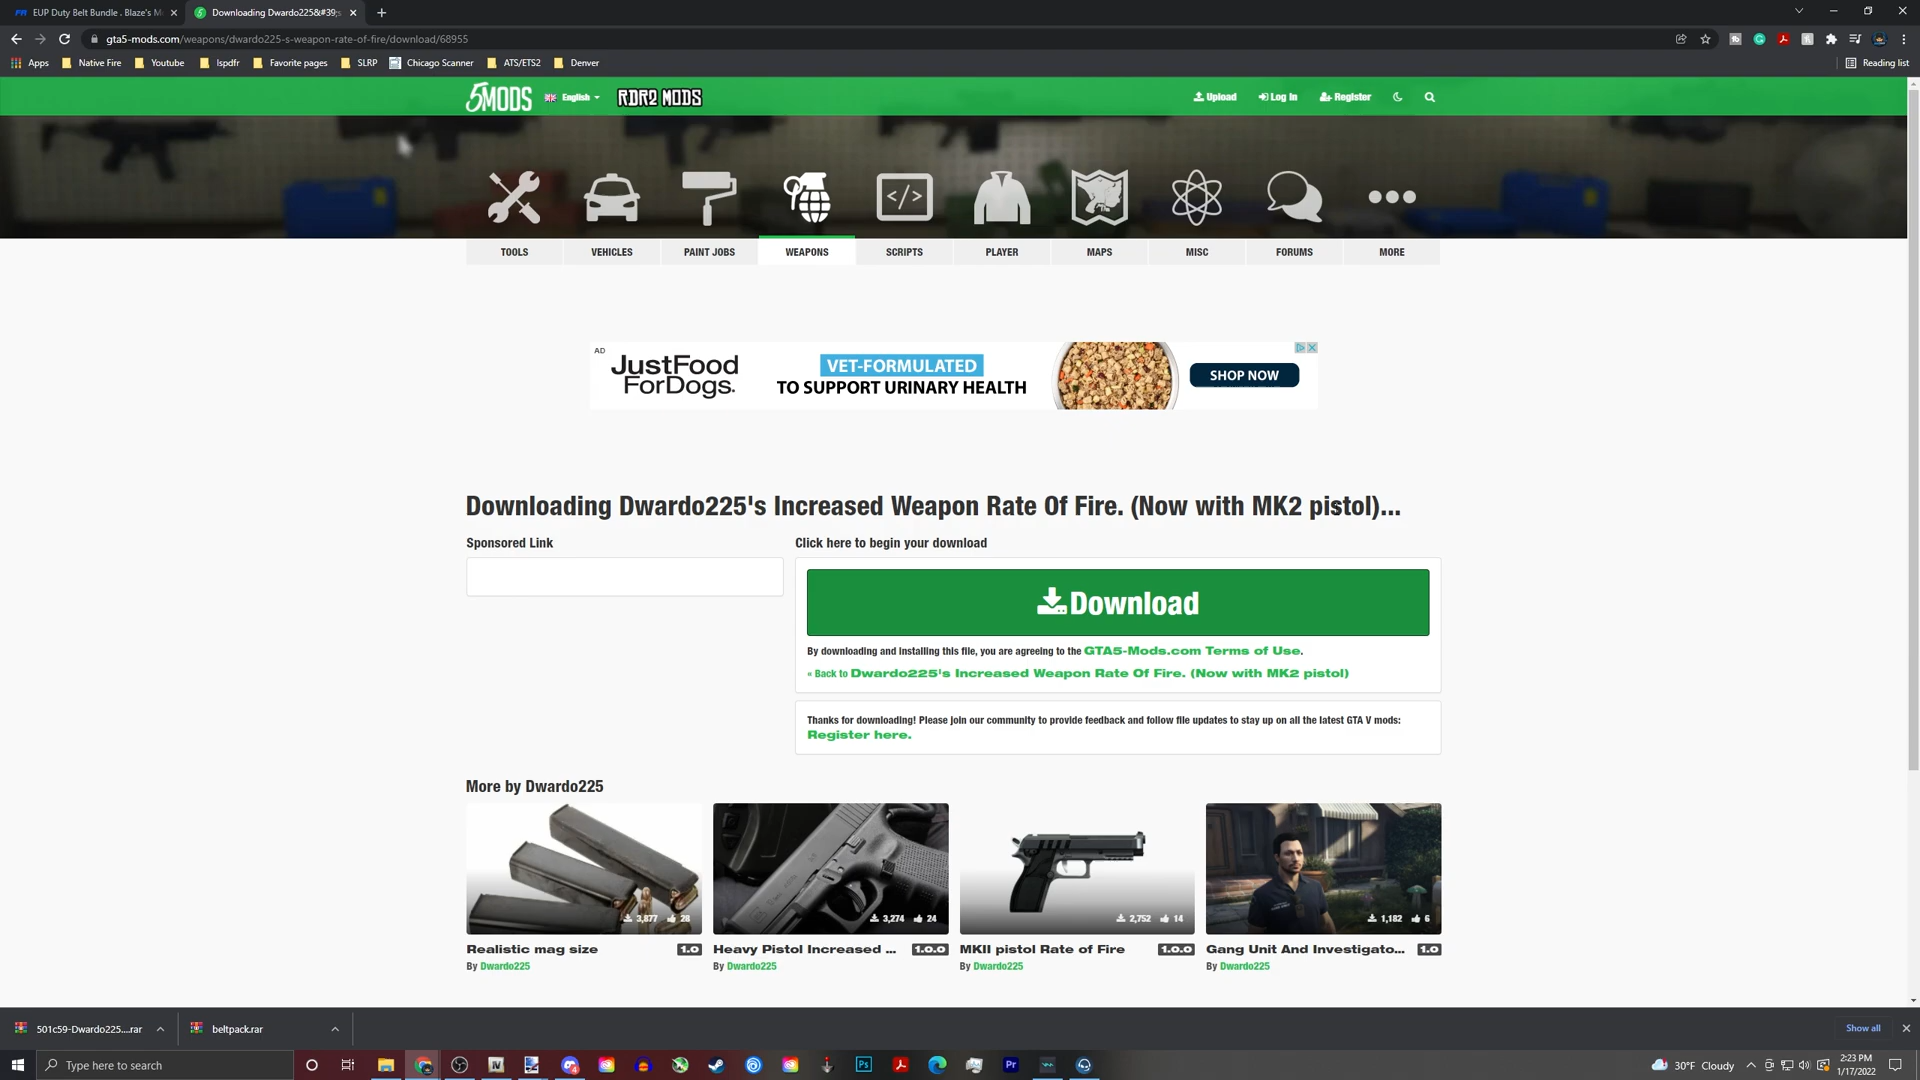 EUP Duty Belt Bundle . Blaze's M
Downloading Dwardo225&#39;s
gta5-mods.com/weapons/dwardo225-s-weapon-rate-of-fire/download/68955
Apps
Native Fire
Youtube
lspdfr
Favorite pages
SLRP
Chicago Scanner
ATS/ETS2
Denver
Reading list
5MODS
English
RDR2 MODS
Upload
Log In
Register
TOOLS
VEHICLES
PAINT JOBS
WEAPONS
SCRIPTS
PLAYER
MAPS
MISC
FORUMS
MORE
AD
JustFood
ForDogs.
VET-FORMULATED
TO SUPPORT URINARY HEALTH
SHOP NOW
Downloading Dwardo225's Increased Weapon Rate Of Fire. (Now with MK2 pistol)...
Sponsored Link
Click here to begin your download
Download
By downloading and installing this file, you are agreeing to the GTA5-Mods.com Terms of Use.
« Back to Dwardo225's Increased Weapon Rate Of Fire. (Now with MK2 pistol)
Thanks for downloading! Please join our community to provide feedback and follow file updates to stay up on all the latest GTA V mods:
Register here.
More by Dwardo225
3,877 28
3,274 24
2,752 14
1,182 6
Realistic mag size 1.0
Heavy Pistol Increased ... 1.0.0
MKII pistol Rate of Fire 1.0.0
Gang Unit And Investigato... 1.0
By Dwardo225
By Dwardo225
By Dwardo225
By Dwardo225
501c59-Dwardo225....rar
beltpack.rar
Show all
Type here to search
30°F Cloudy
2:23 PM
1/17/2022